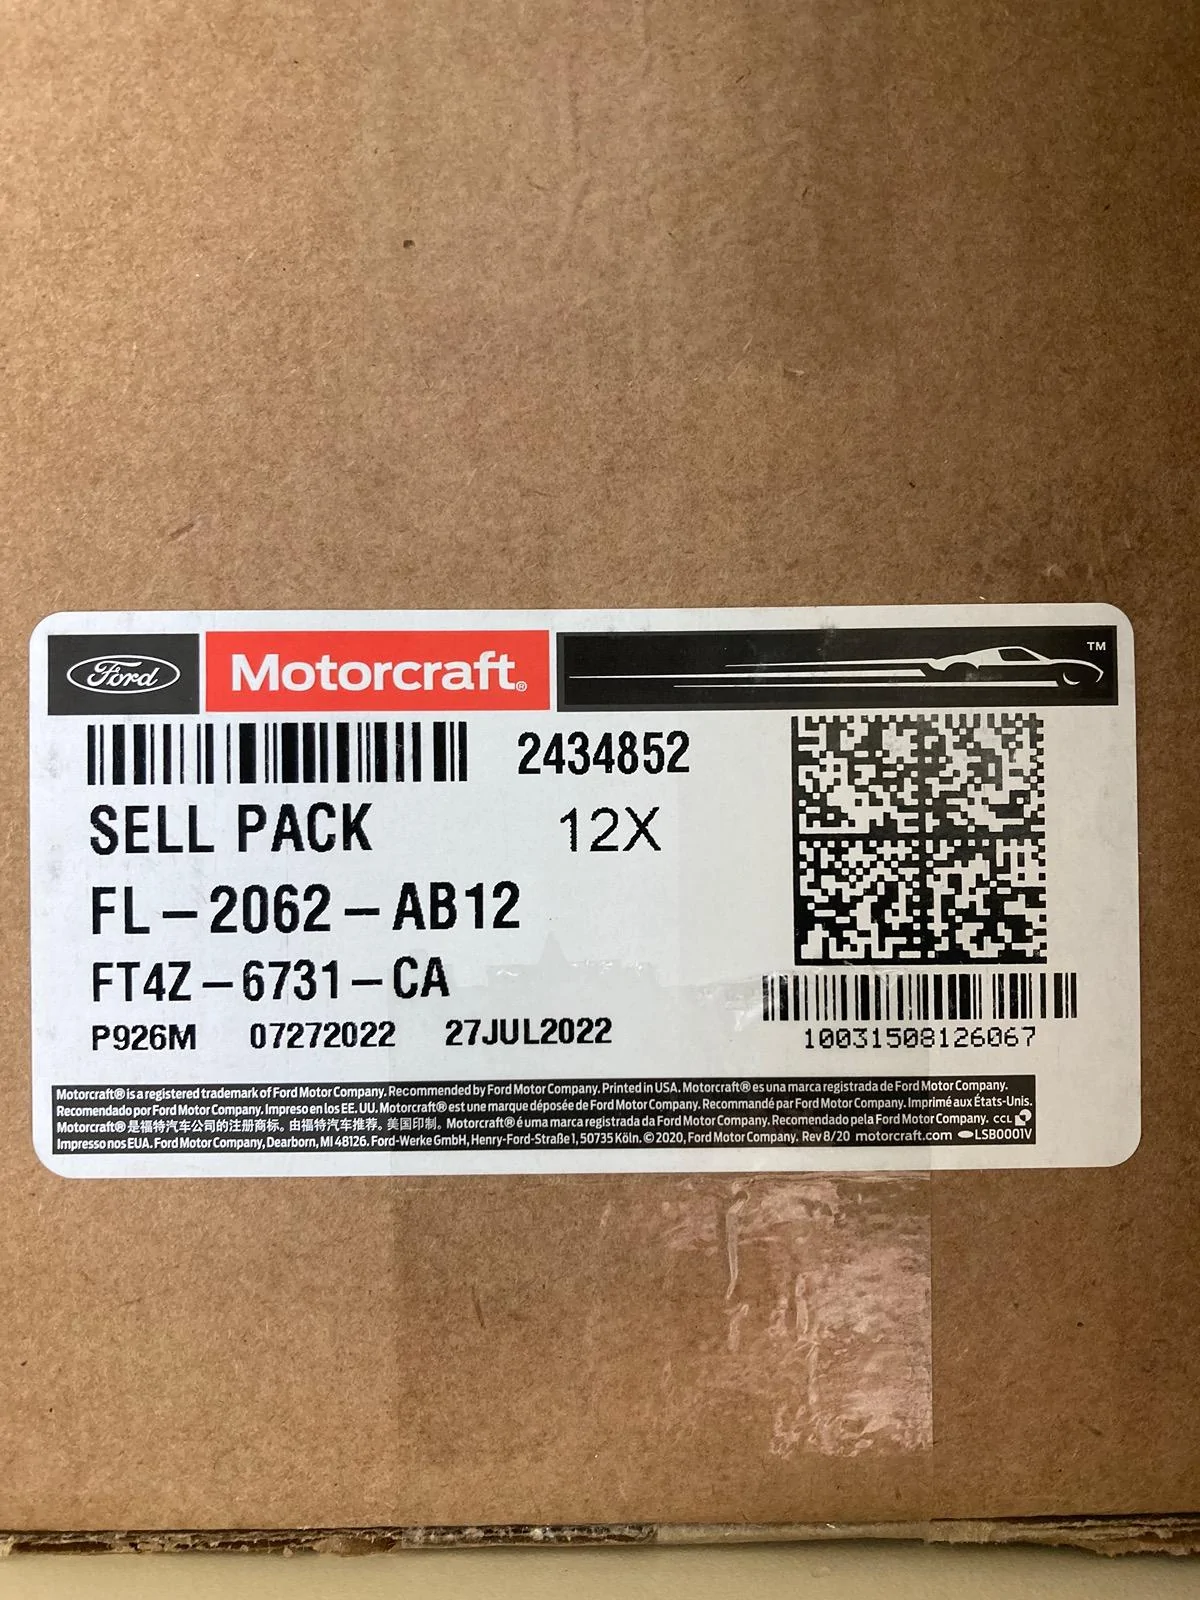 Ford Motorcraft® TM
2434852
SELL PACK 12X
FL-2062-AB12
FT4Z-6731-CA
P926M 07272022 27JUL2022
10031508126067
Motorcraft® is a registered trademark of Ford Motor Company. Recommended by Ford Motor Company. Printed in USA. Motorcraft® es una marca registrada de Ford Motor Company.
Recomendado por Ford Motor Company. Impreso en los EE. UU. Motorcraft® est une marque déposée de Ford Motor Company. Recommandé par Ford Motor Company. Imprimé aux États-Unis.
Motorcraft® 是福特汽车公司的注册商标。由福特汽车推荐。美国印制。Motorcraft® é uma marca registrada da Ford Motor Company. Recomendado pela Ford Motor Company. CCL
Impresso nos EUA. Ford Motor Company, Dearborn, MI 48126. Ford-Werke GmbH, Henry-Ford-Straße 1, 50735 Köln. © 2020, Ford Motor Company. Rev 8/20 motorcraft.com LSB0001V